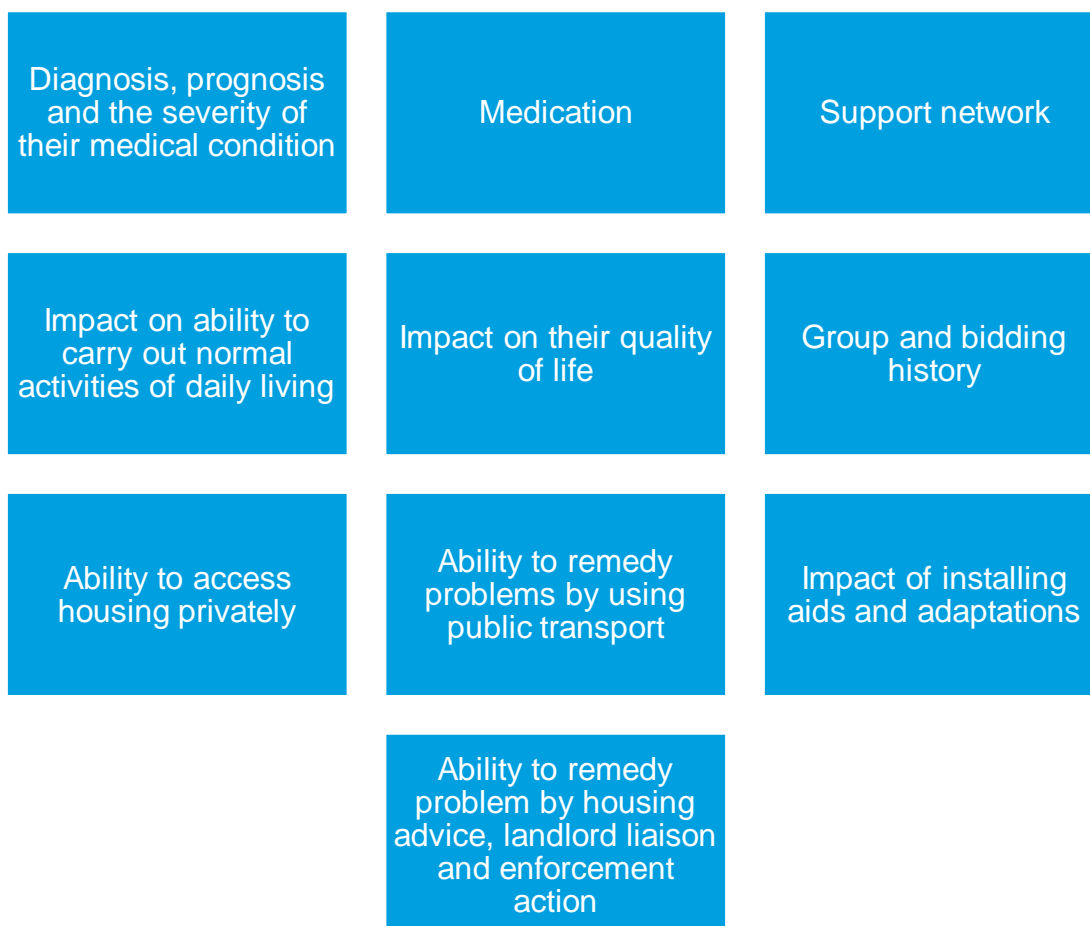 Diagnosis, prognosis
and the severity of
their medical condition
Medication
Support network
Impact on ability to
carry out normal
activities of daily living
Impact on their quality
of life
Group and bidding
history
Ability to access
housing privately
Ability to remedy
problems by using
public transport
Impact of installing
aids and adaptations
Ability to remedy
problem by housing
advice, landlord liaison
and enforcement
action